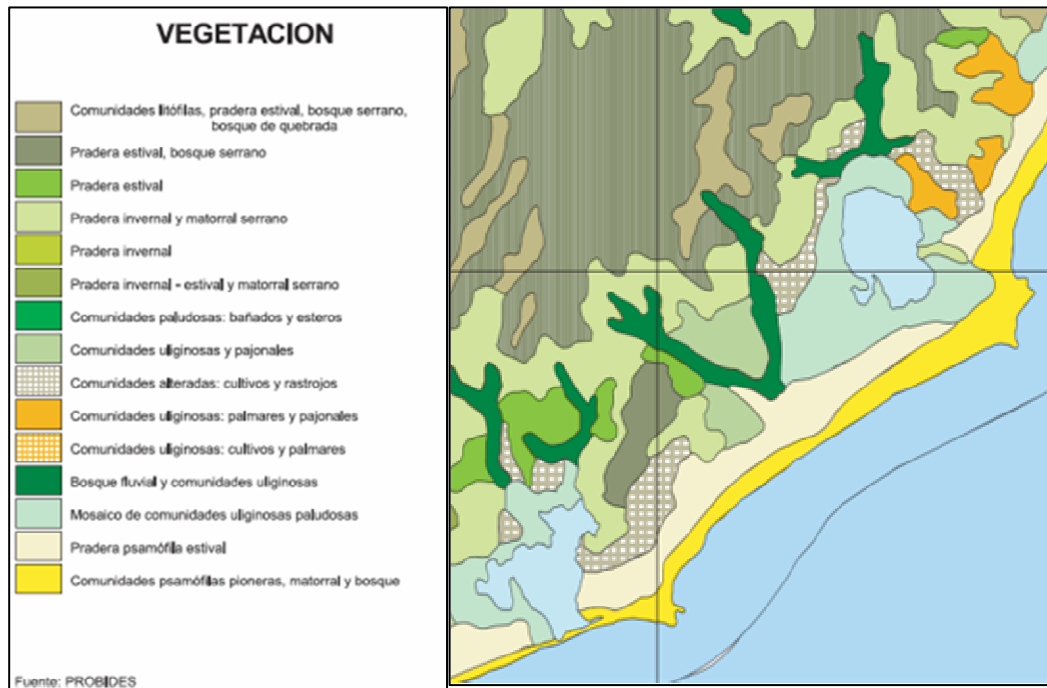 VEGETACION
Comunidades litófilas, pradera estival, bosque serrano,
bosque de quebrada
Pradera estival, bosque serrano
Pradera estival
Pradera invernal y matorral serrano
Pradera invernal
Pradera invernal - estival y matorral serrano
Comunidades paludosas: bañados y esteros
Comunidades uliginosas y pajonales
Comunidades alteradas: cultivos y rastrojos
Comunidades uliginosas: palmares y pajonales
Comunidades uliginosas: cultivos y palmares
Bosque fluvial y comunidades uliginosas
Mosaico de comunidades uliginosas paludosas
Pradera psamófila estival
Comunidades psamófilas pioneras, matorral y bosque
Fuente: PROBIDES